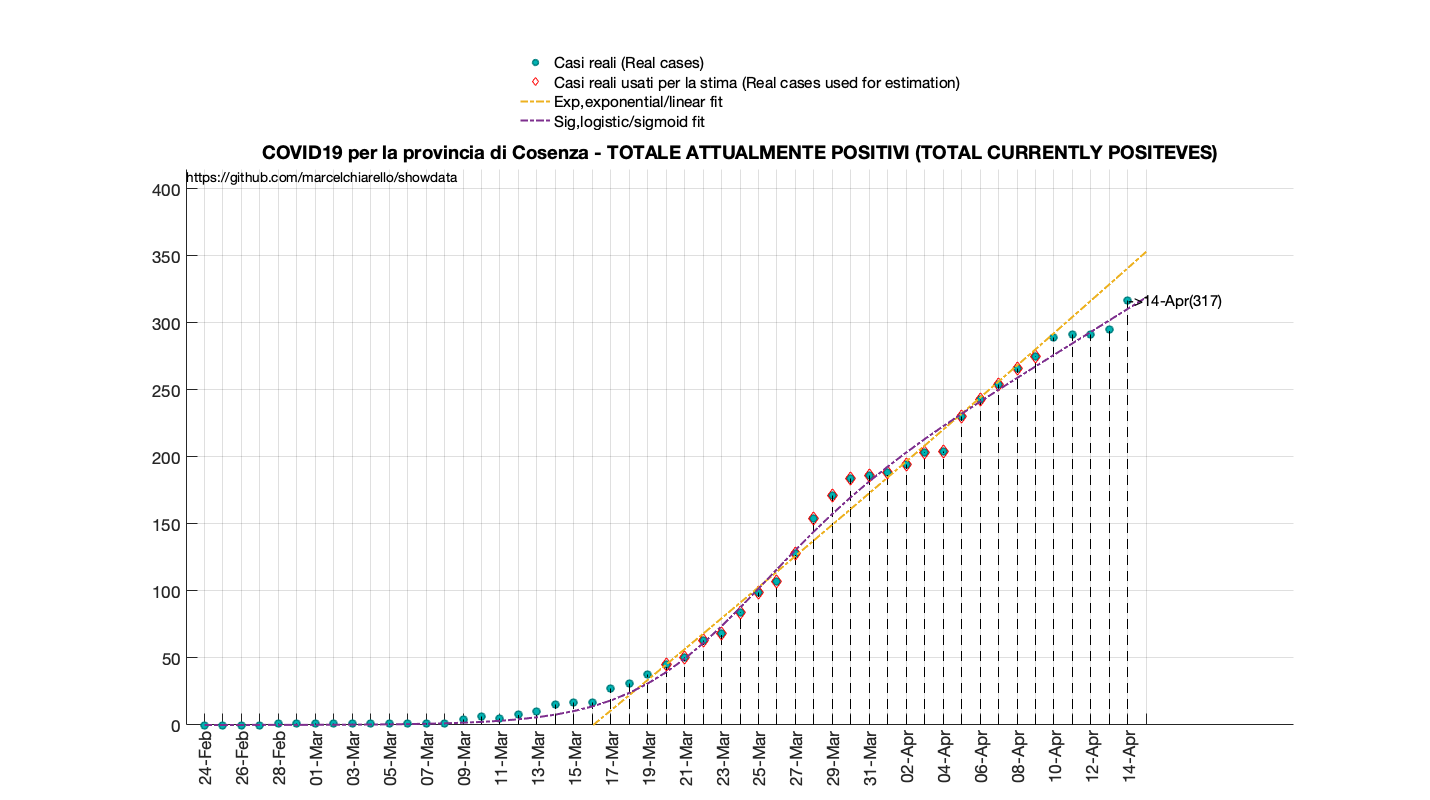 Casi reali (Real cases)
Casi reali usati per la stima (Real cases used for estimation)
Exp,exponential/linear fit
Sig,logistic/sigmoid fit
COVID19 per la provincia di Cosenza - TOTALE ATTUALMENTE POSITIVI (TOTAL CURRENTLY POSITEVES)
https://github.com/marcelchiarello/showdata
400
350
300
250
200
150
100
50
0
>14-Apr(317)
24-Feb
26-Feb
28-Feb
01-Mar
03-Mar
05-Mar
07-Mar
09-Mar
11-Mar
13-Mar
15-Mar
17-Mar
19-Mar
21-Mar
23-Mar
25-Mar
27-Mar
29-Mar
31-Mar
02-Apr
04-Apr
06-Apr
08-Apr
10-Apr
12-Apr
14-Apr